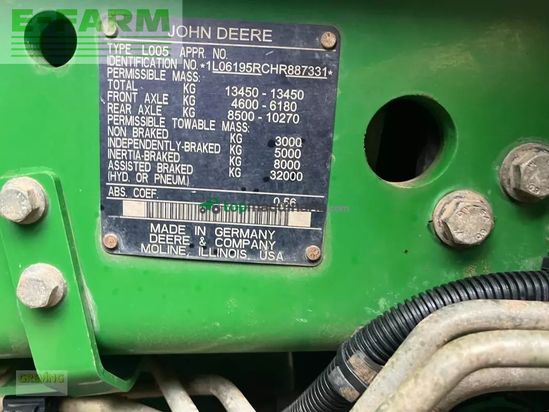 E-FARM
JOHN DEERE
TYPE L005 APPR. NO
IDENTIFICATION NO. *1L06195RCHR887331*
PERMISSIBLE MASS:
TOTAL KG 13450 - 13450
FRONT AXLE KG 4600 - 6180
REAR AXLE KG 8500 - 10270
PERMISSIBLE TOWABLE MASS:
NON BRAKED KG 3000
INDEPENDENTLY-BRAKED KG 5000
INERTIA-BRAKED KG 8000
ASSISTED BRAKED KG 32000
(HYD. OR PNEUM.)
ABS. COEF. 0.56
MADE IN GERMANY
DEERE & COMPANY
MOLINE, ILLINOIS, USA
GREVING